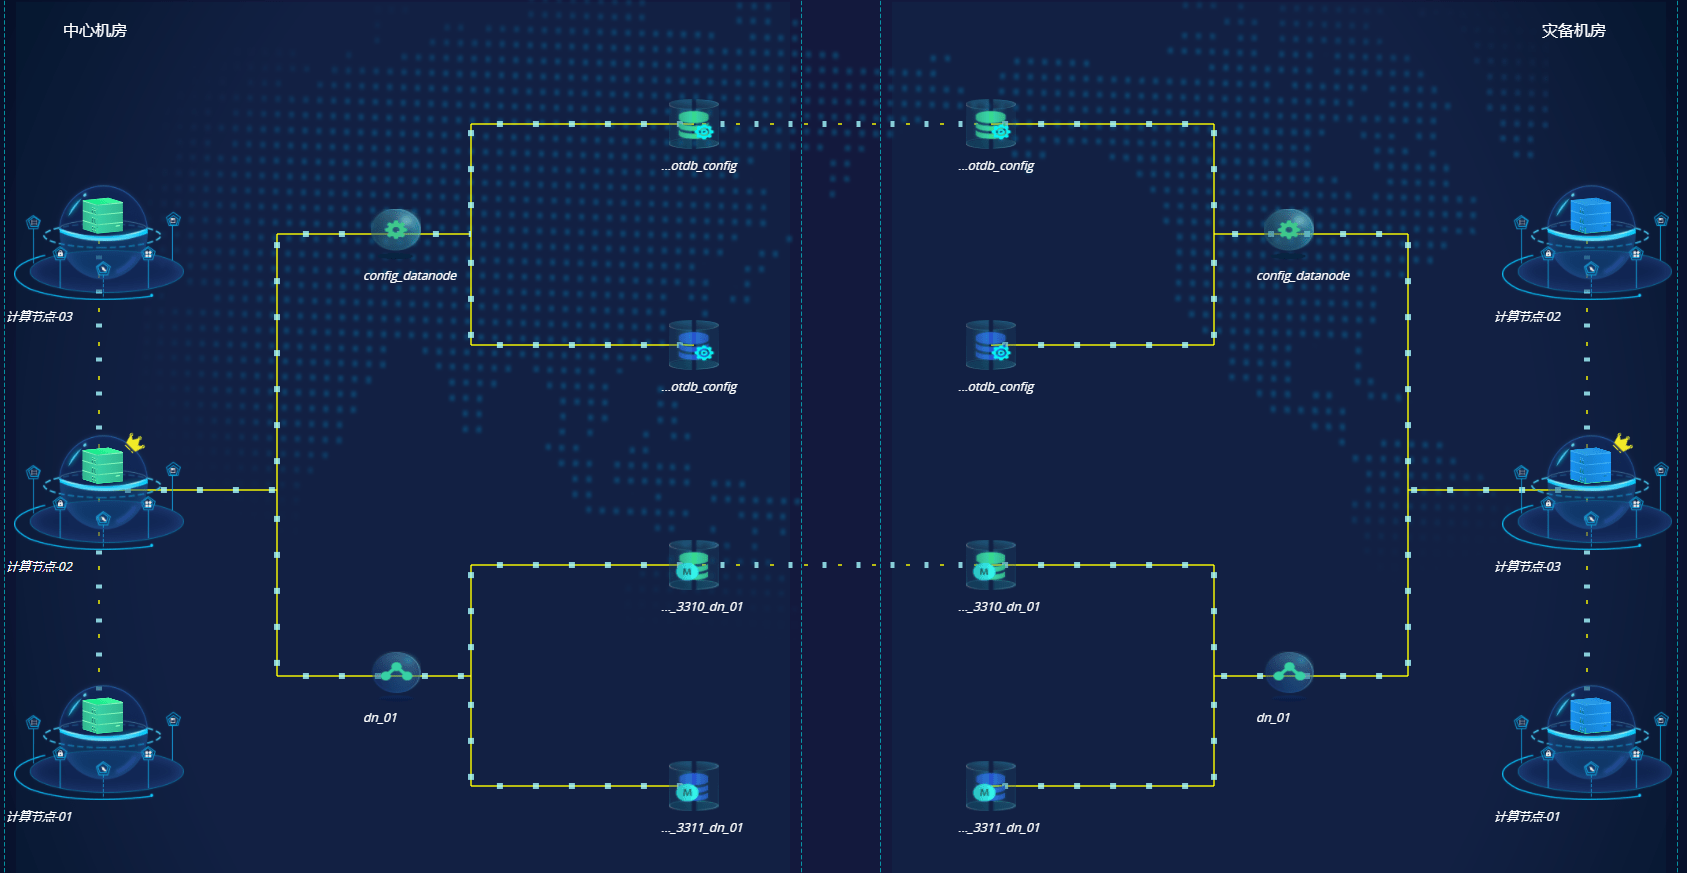 中心机房
灾备机房
...otdb_config
...otdb_config
config_datanode
config_datanode
计算节点-03
计算节点-02
...otdb_config
...otdb_config
计算节点-02
计算节点-03
M
M
..._3310_dn_01
..._3310_dn_01
dn_01
dn_01
M
M
计算节点-01
计算节点-01
..._3311_dn_01
..._3311_dn_01